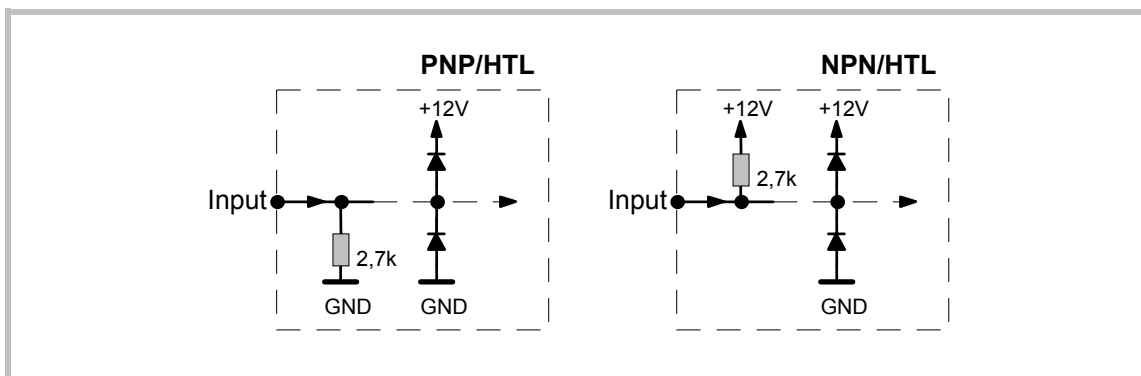 PNP/HTL
+12V
Input
2,7k
GND
GND
NPN/HTL
+12V
+12V
2,7k
Input
GND